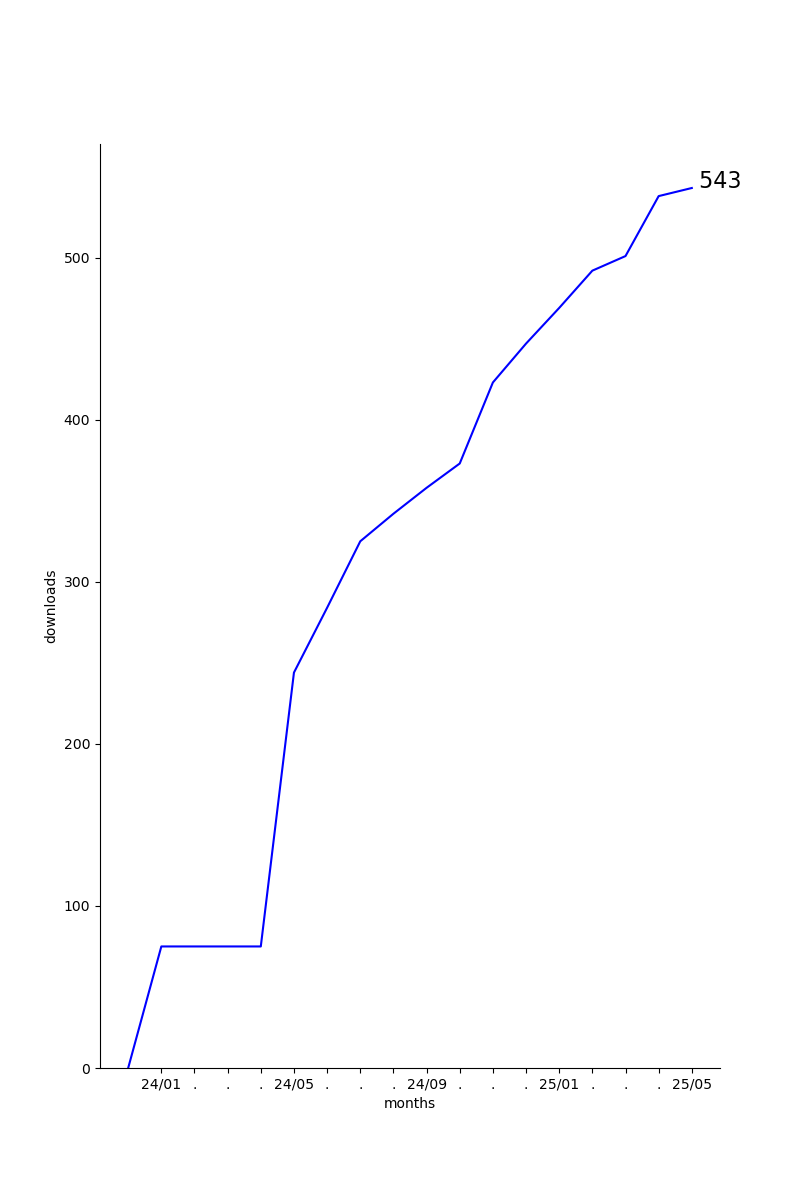 543
500
400
300
200
100
0
downloads
24/01 . . . 24/05 . . . 24/09 . . . 25/01 . . . 25/05
months